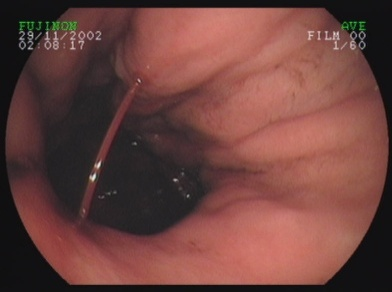 FUJINON
AVE
29/11/2002
FILM 00
02:08:17
1/60